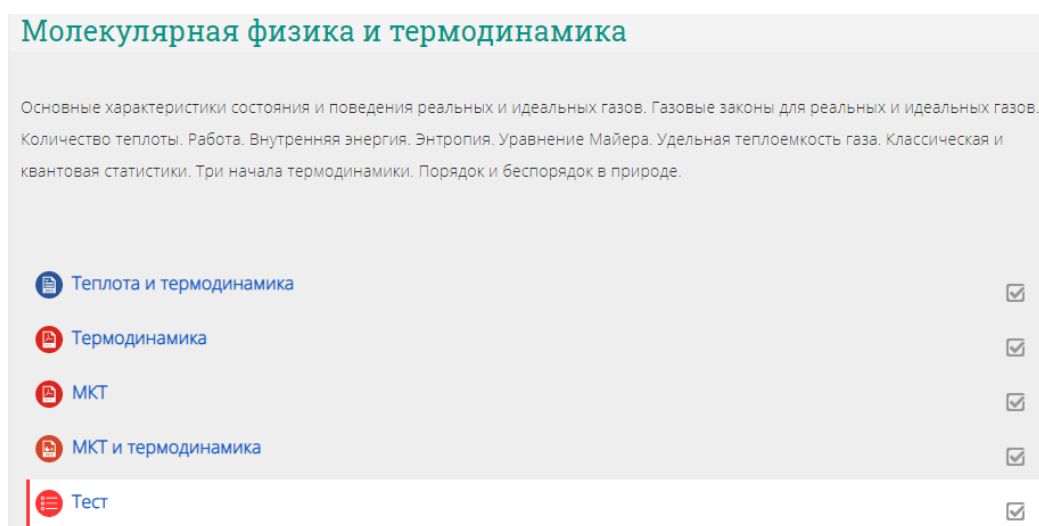 Молекулярная физика и термодинамика
Основные характеристики состояния и поведения реальных и идеальных газов. Газовые законы для реальных и идеальных газов.
Количество теплоты. Работа. Внутренняя энергия. Энтропия. Уравнение Майера. Удельная теплоемкость газа. Классическая и
квантовая статистики. Три начала термодинамики. Порядок и беспорядок в природе.
Теплота и термодинамика
Термодинамика
МКТ
МКТ и термодинамика
Тест